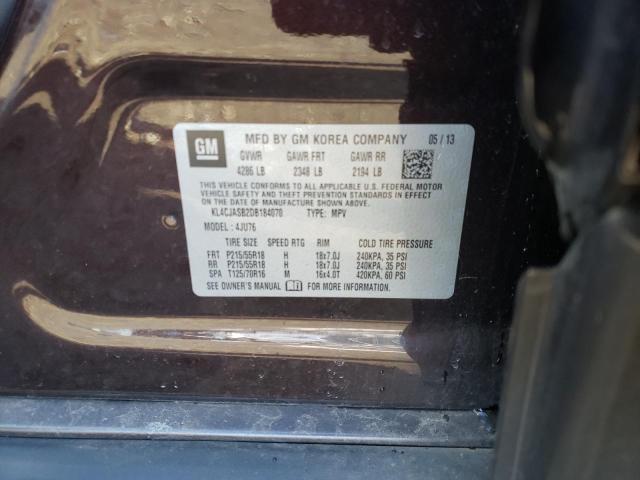 GM MFD BY GM KOREA COMPANY 05 / 13
GVWR GAWR FRT GAWR RR
4286 LB 2348 LB 2194 LB
THIS VEHICLE CONFORMS TO ALL APPLICABLE U.S. FEDERAL MOTOR
VEHICLE SAFETY AND THEFT PREVENTION STANDARDS IN EFFECT
ON THE DATE OF MANUFACTURE SHOWN ABOVE.
KL4CJASB2DB184070 TYPE: MPV
MODEL : 4JU76
TIRE SIZE SPEED RTG RIM COLD TIRE PRESSURE
FRT P215/55R18 H 18x7.0J 240KPA, 35 PSI
RR P215/55R18 H 18x7.0J 240KPA, 35 PSI
SPA T125/70R16 M 16x4.0T 420KPA, 60 PSI
SEE OWNER'S MANUAL FOR MORE INFORMATION.